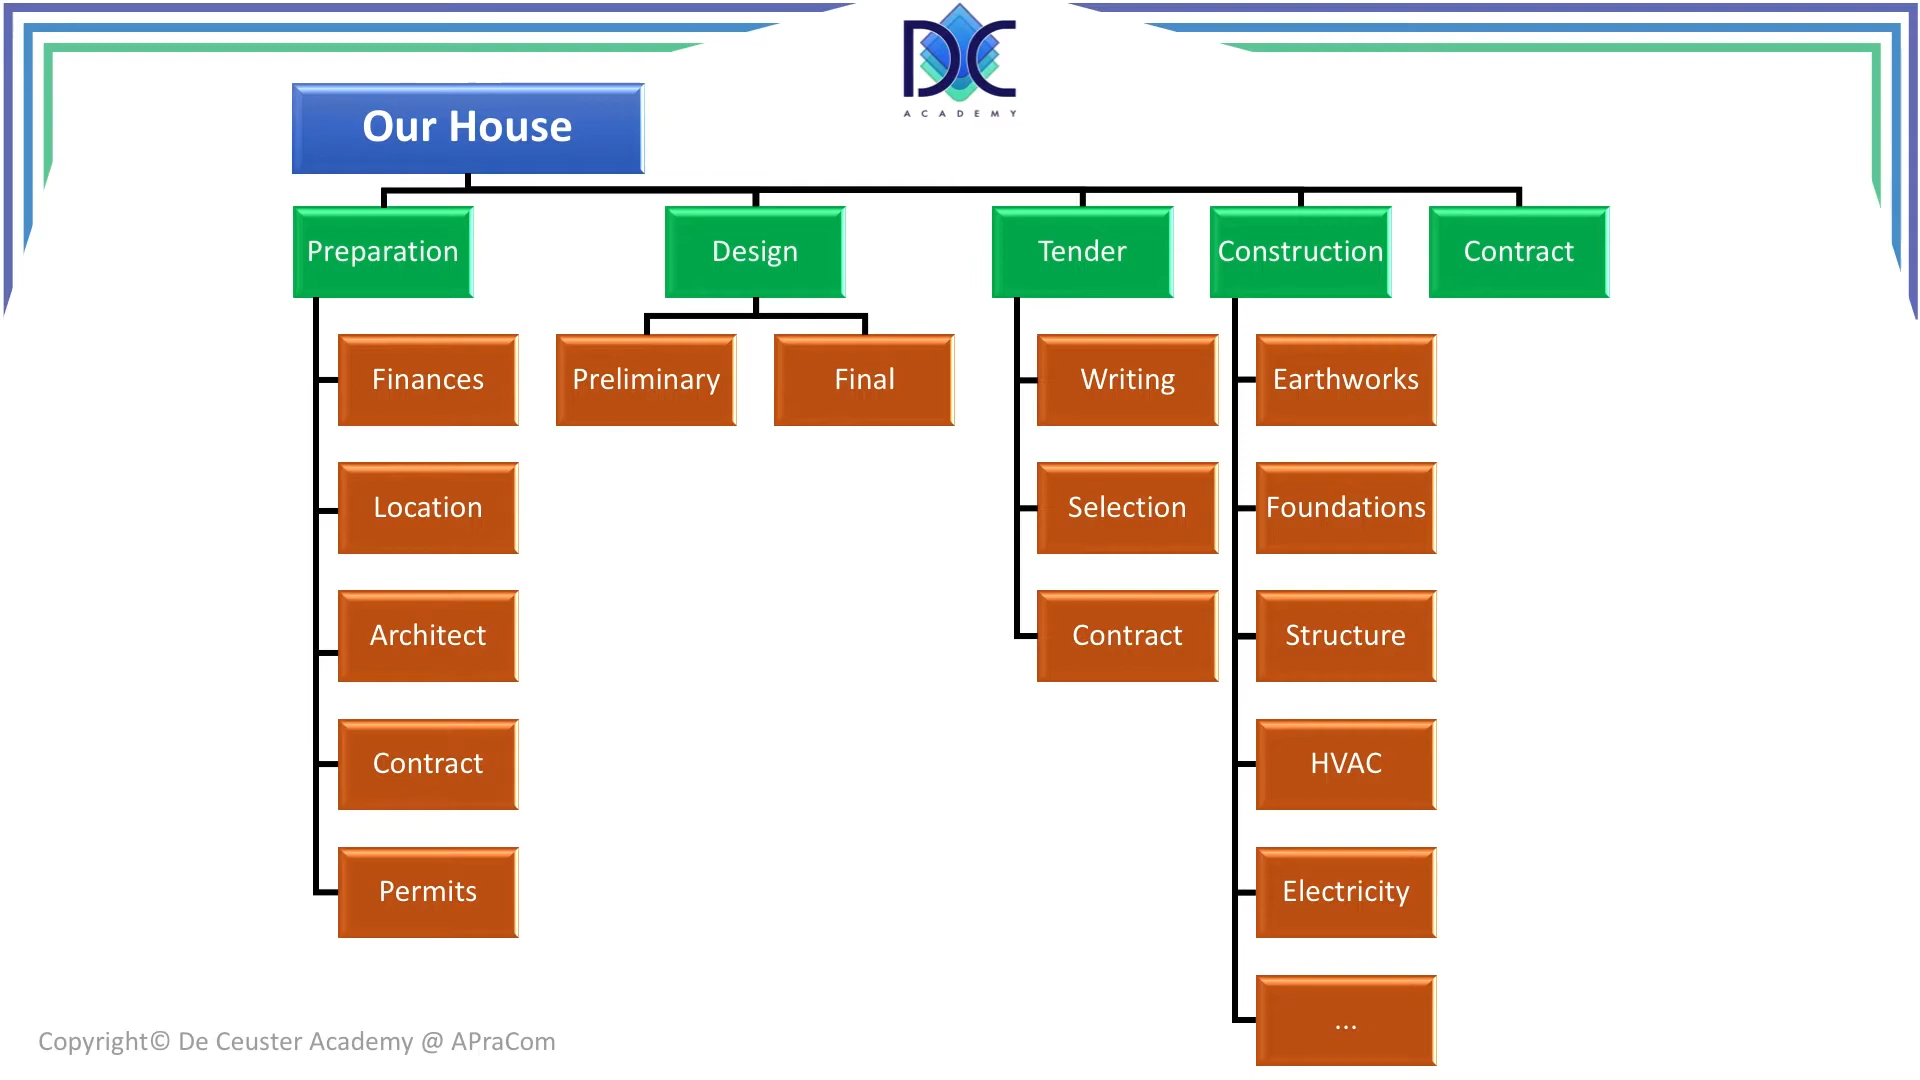 DC
ACADEMY
Our House
Preparation
Design
Tender
Construction
Contract
Finances
Preliminary
Final
Writing
Earthworks
Location
Selection
Foundations
Architect
Contract
Structure
Contract
HVAC
Permits
Electricity
...
Copyright© De Ceuster Academy @ APraCom